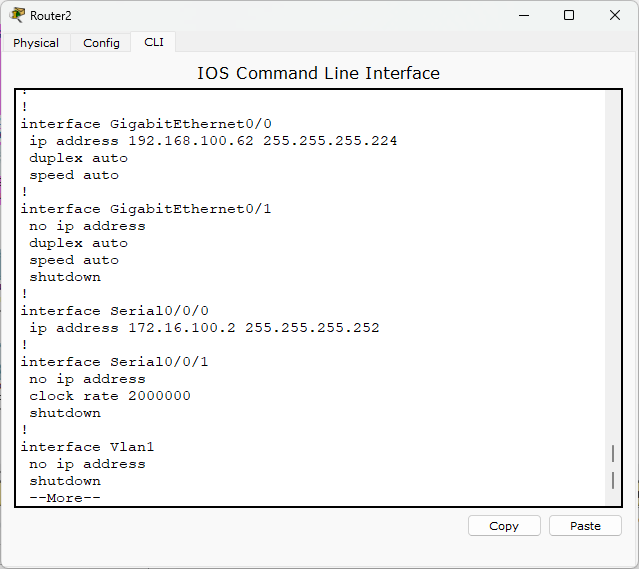 Router2
Physical Config CLI
IOS Command Line Interface
!
!
interface GigabitEthernet0/0
 ip address 192.168.100.62 255.255.255.224
 duplex auto
 speed auto
!
interface GigabitEthernet0/1
 no ip address
 duplex auto
 speed auto
 shutdown
!
interface Serial0/0/0
 ip address 172.16.100.2 255.255.255.252
!
interface Serial0/0/1
 no ip address
 clock rate 2000000
 shutdown
!
interface Vlan1
 no ip address
 shutdown
 --More--
Copy Paste